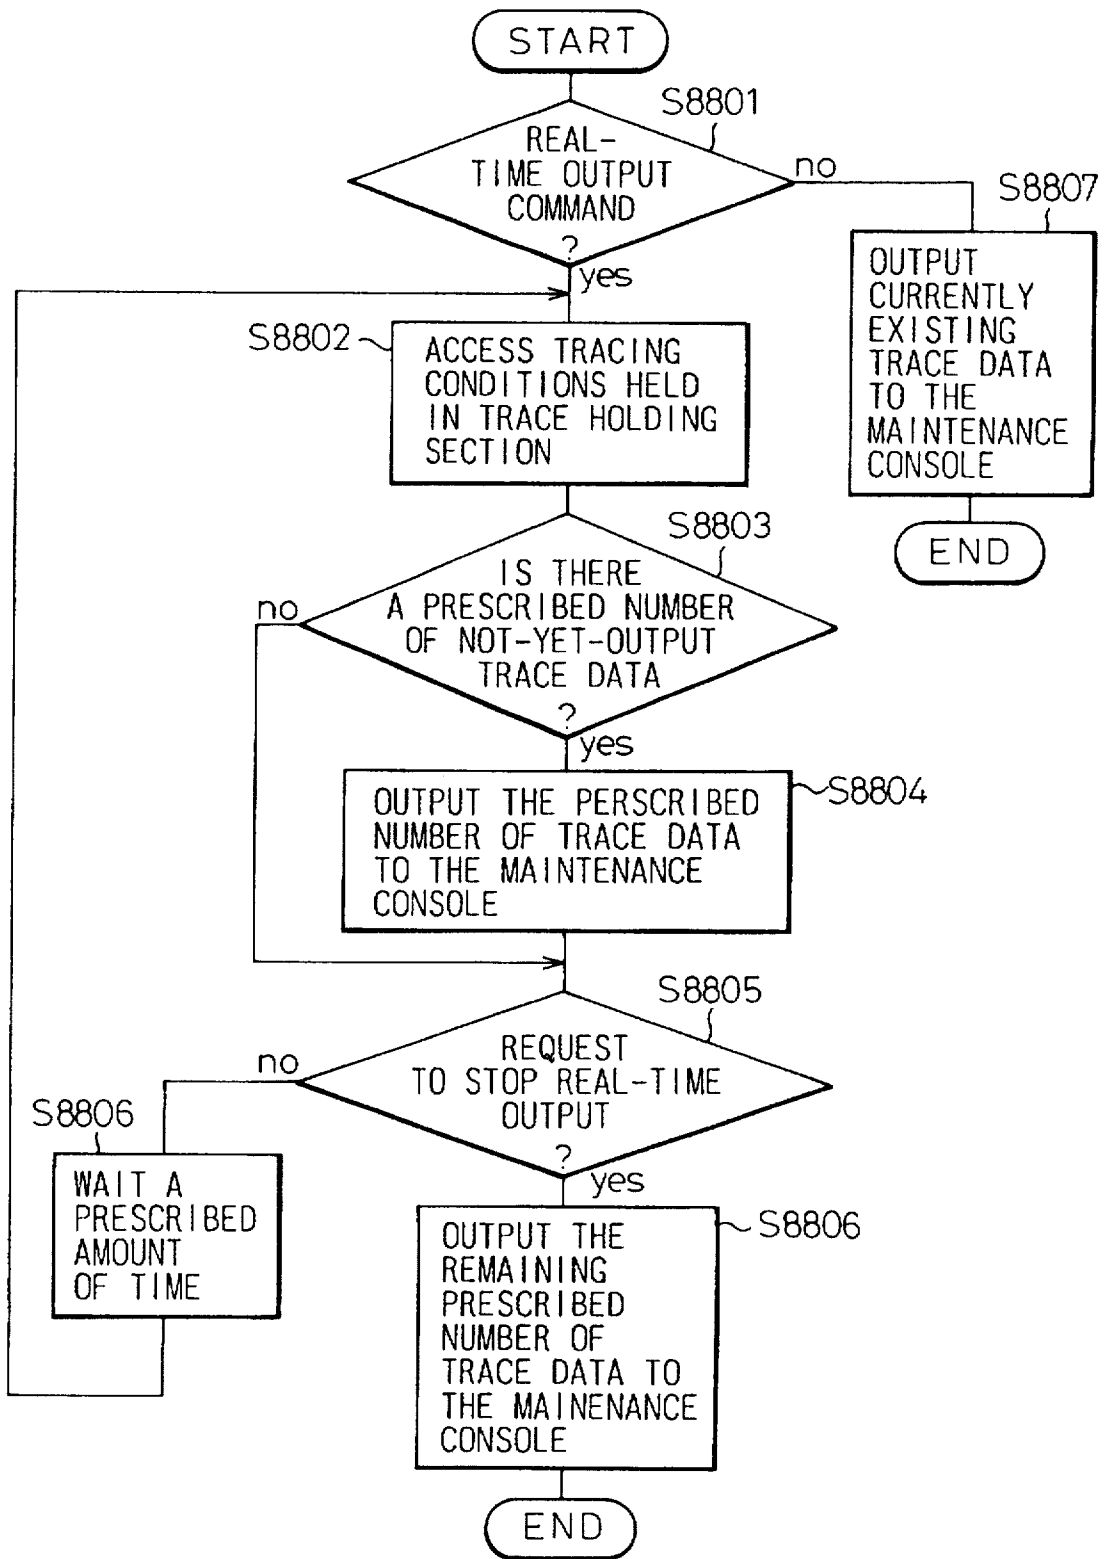 START
S8801
REAL-
TIME OUTPUT
COMMAND
?
no
yes
S8807
OUTPUT
CURRENTLY
EXISTING
TRACE DATA
TO THE
MAINTENANCE
CONSOLE
END
S8802
ACCESS TRACING
CONDITIONS HELD
IN TRACE HOLDING
SECTION
S8803
IS THERE
A PRESCRIBED NUMBER
OF NOT-YET-OUTPUT
TRACE DATA
?
no
yes
S8804
OUTPUT THE PERSCRIBED
NUMBER OF TRACE DATA
TO THE MAINTENANCE
CONSOLE
S8805
REQUEST
TO STOP REAL-TIME
OUTPUT
?
no
yes
S8806
WAIT A
PRESCRIBED
AMOUNT
OF TIME
S8806
OUTPUT THE
REMAINING
PRESCRIBED
NUMBER OF
TRACE DATA TO
THE MAINENANCE
CONSOLE
END